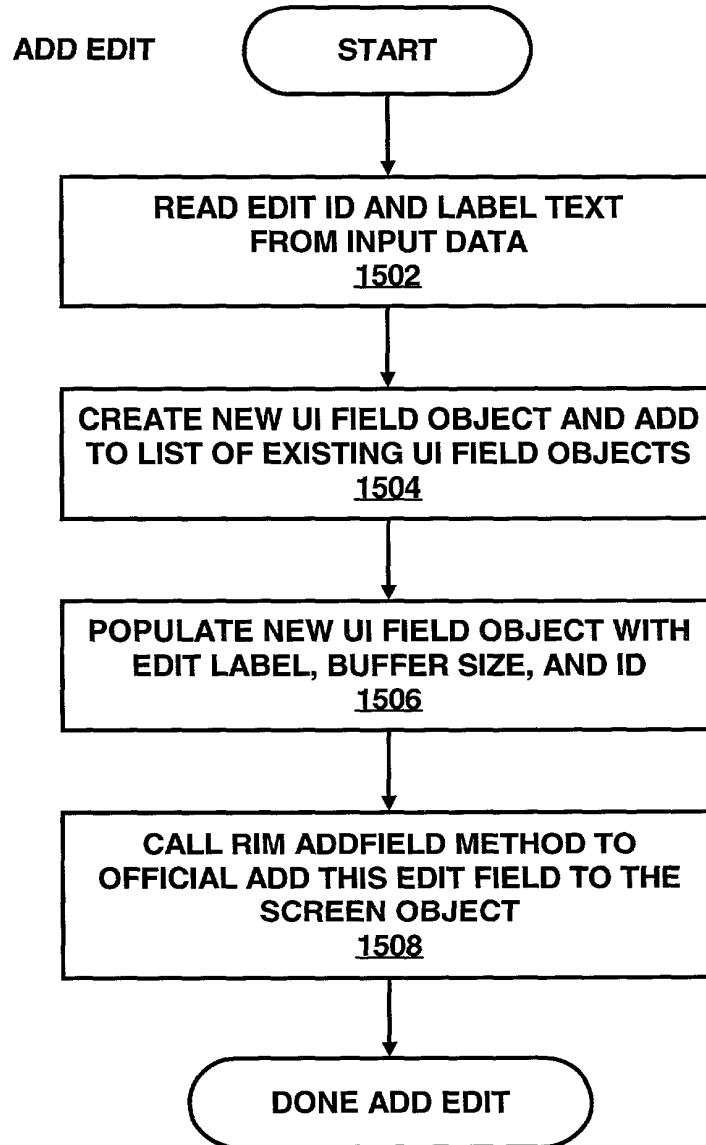 ADD EDIT
START
READ EDIT ID AND LABEL TEXT
FROM INPUT DATA
1502
CREATE NEW UI FIELD OBJECT AND ADD
TO LIST OF EXISTING UI FIELD OBJECTS
1504
POPULATE NEW UI FIELD OBJECT WITH
EDIT LABEL, BUFFER SIZE, AND ID
1506
CALL RIM ADDFIELD METHOD TO
OFFICIAL ADD THIS EDIT FIELD TO THE
SCREEN OBJECT
1508
DONE ADD EDIT